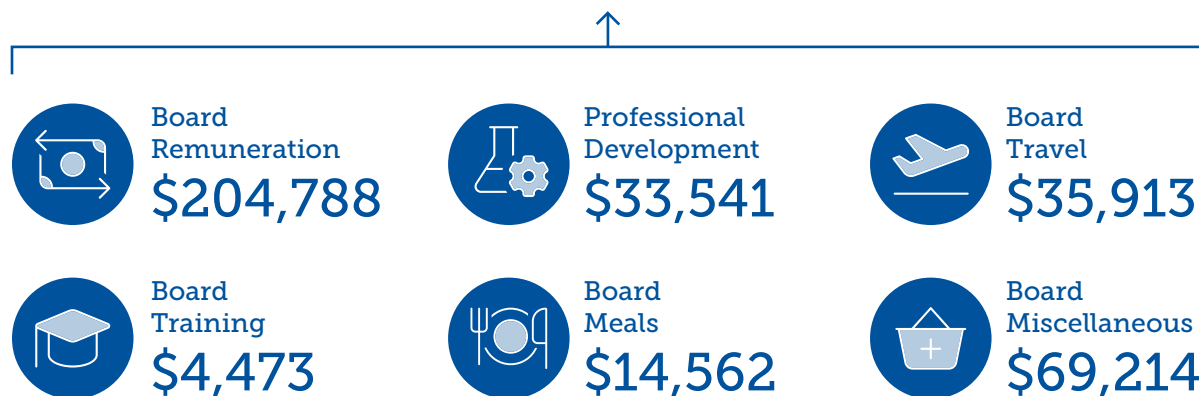 Board
Remuneration
$204,788
Professional
Development
$33,541
Board
Travel
$35,913
Board
Training
$4,473
Board
Meals
$14,562
Board
Miscellaneous
$69,214